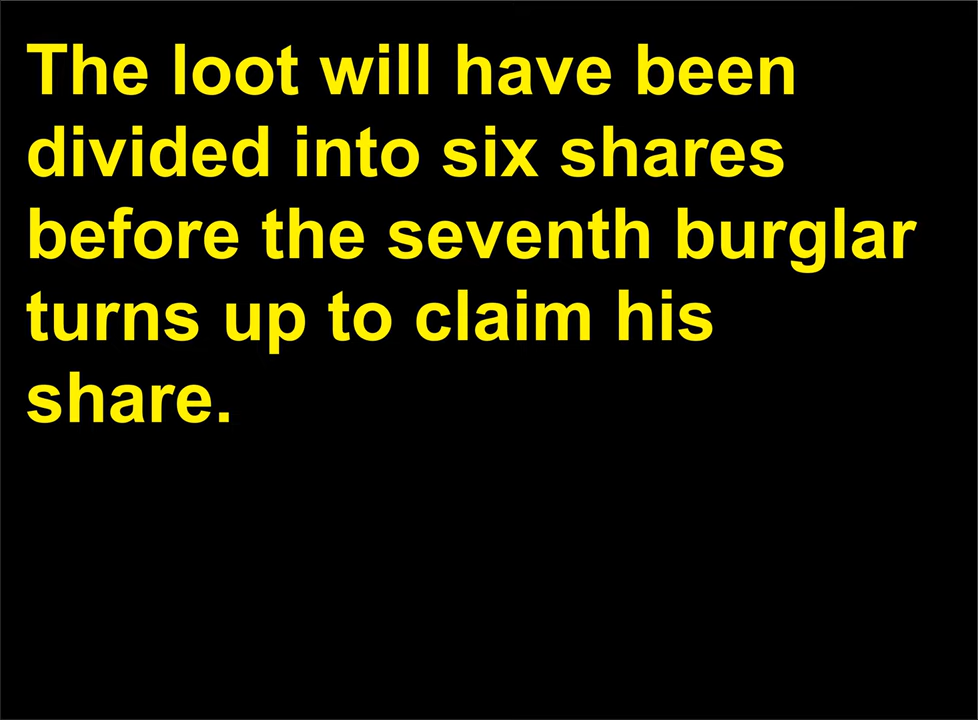 The loot will have been
divided into six shares
before the seventh burglar
turns up to claim his
share.